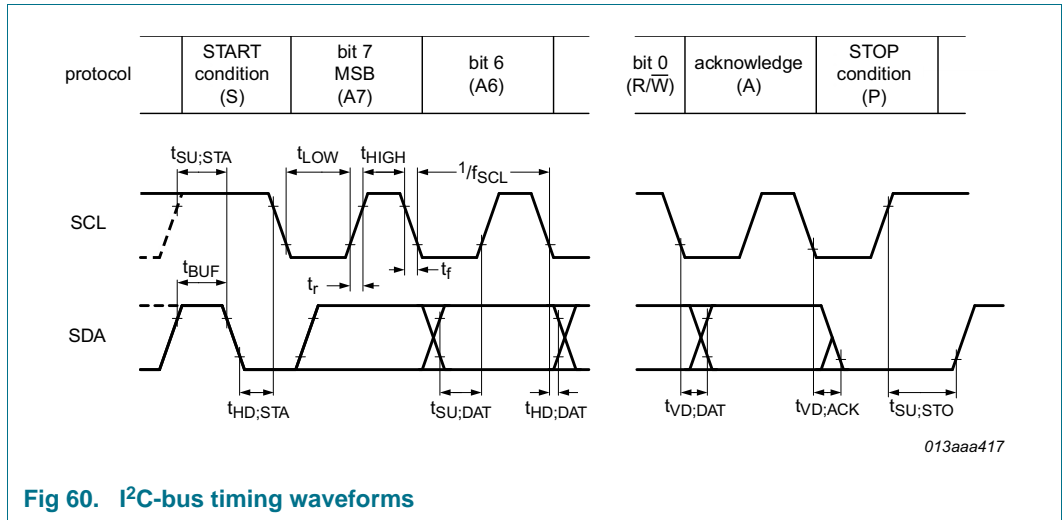 protocol
START condition (S)
bit 7 MSB (A7)
bit 6 (A6)
bit 0 (R/W̅)
acknowledge (A)
STOP condition (P)
tSU;STA
tLOW
tHIGH
1/fSCL
SCL
tBUF
tr
tf
SDA
tHD;STA
tSU;DAT
tHD;DAT
tVD;DAT
tVD;ACK
tSU;STO
013aaa417
Fig 60. I²C-bus timing waveforms